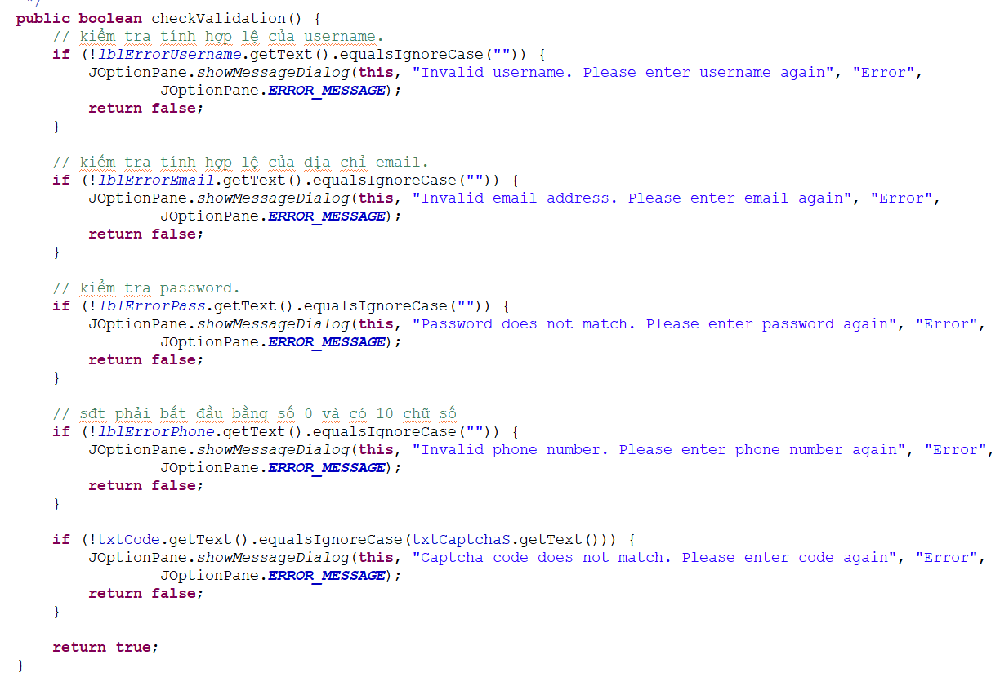 */
public boolean checkValidation() {
// kiểm tra tính hợp lệ của username.
if (!lblErrorUsername.getText().equalsIgnoreCase("")) {
JOptionPane.showMessageDialog(this, "Invalid username. Please enter username again", "Error",
JOptionPane.ERROR_MESSAGE);
return false;
}
// kiểm tra tính hợp lệ của địa chỉ email.
if (!lblErrorEmail.getText().equalsIgnoreCase("")) {
JOptionPane.showMessageDialog(this, "Invalid email address. Please enter email again", "Error",
JOptionPane.ERROR_MESSAGE);
return false;
}
// kiểm tra password.
if (!lblErrorPass.getText().equalsIgnoreCase("")) {
JOptionPane.showMessageDialog(this, "Password does not match. Please enter password again", "Error",
JOptionPane.ERROR_MESSAGE);
return false;
}
// sđt phải bắt đầu bằng số 0 và có 10 chữ số
if (!lblErrorPhone.getText().equalsIgnoreCase("")) {
JOptionPane.showMessageDialog(this, "Invalid phone number. Please enter phone number again", "Error",
JOptionPane.ERROR_MESSAGE);
return false;
}
if (!txtCode.getText().equalsIgnoreCase(txtCaptchaS.getText())) {
JOptionPane.showMessageDialog(this, "Captcha code does not match. Please enter code again", "Error",
JOptionPane.ERROR_MESSAGE);
return false;
}
return true;
}